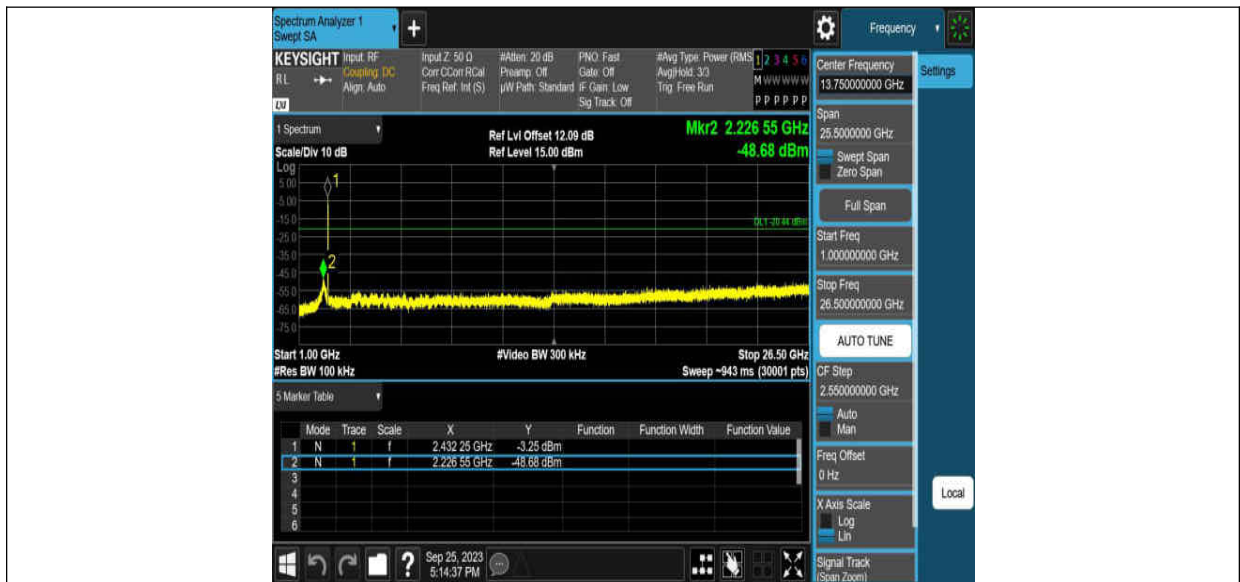 Spectrum Analyzer 1
Swept SA
Frequency
KEYSIGHT
RL
LXI
Input: RF
Coupling: DC
Align: Auto
Input Z: 50 Ω
Corr CCorr RCal
Freq Ref: Int (S)
#Atten: 20 dB
Preamp: Off
µW Path: Standard
PNO: Fast
Gate: Off
IF Gain: Low
Sig Track: Off
#Avg Type: Power (RMS
Avg|Hold: 3/3
Trig: Free Run
1 2 3 4 5 6
M W W W W W
P P P P P P
1 Spectrum
Scale/Div 10 dB
Ref Lvl Offset 12.09 dB
Ref Level 15.00 dBm
Mkr2 2.226 55 GHz
-48.68 dBm
Log
5.00
-5.00
-15.0
-25.0
-35.0
-45.0
-55.0
-65.0
-75.0
1
2
DL1 -20.44 dBm
Start 1.00 GHz
#Res BW 100 kHz
#Video BW 300 kHz
Stop 26.50 GHz
Sweep ~943 ms (30001 pts)
5 Marker Table
Mode Trace Scale X Y Function Function Width Function Value
1 N 1 f 2.432 25 GHz -3.25 dBm
2 N 1 f 2.226 55 GHz -48.68 dBm
3
4
5
6
Sep 25, 2023
5:14:37 PM
Center Frequency
13.750000000 GHz
Span
25.5000000 GHz
Swept Span
Zero Span
Full Span
Start Freq
1.000000000 GHz
Stop Freq
26.500000000 GHz
AUTO TUNE
CF Step
2.550000000 GHz
Auto
Man
Freq Offset
0 Hz
X Axis Scale
Log
Lin
Signal Track
(Span Zoom)
Settings
Local